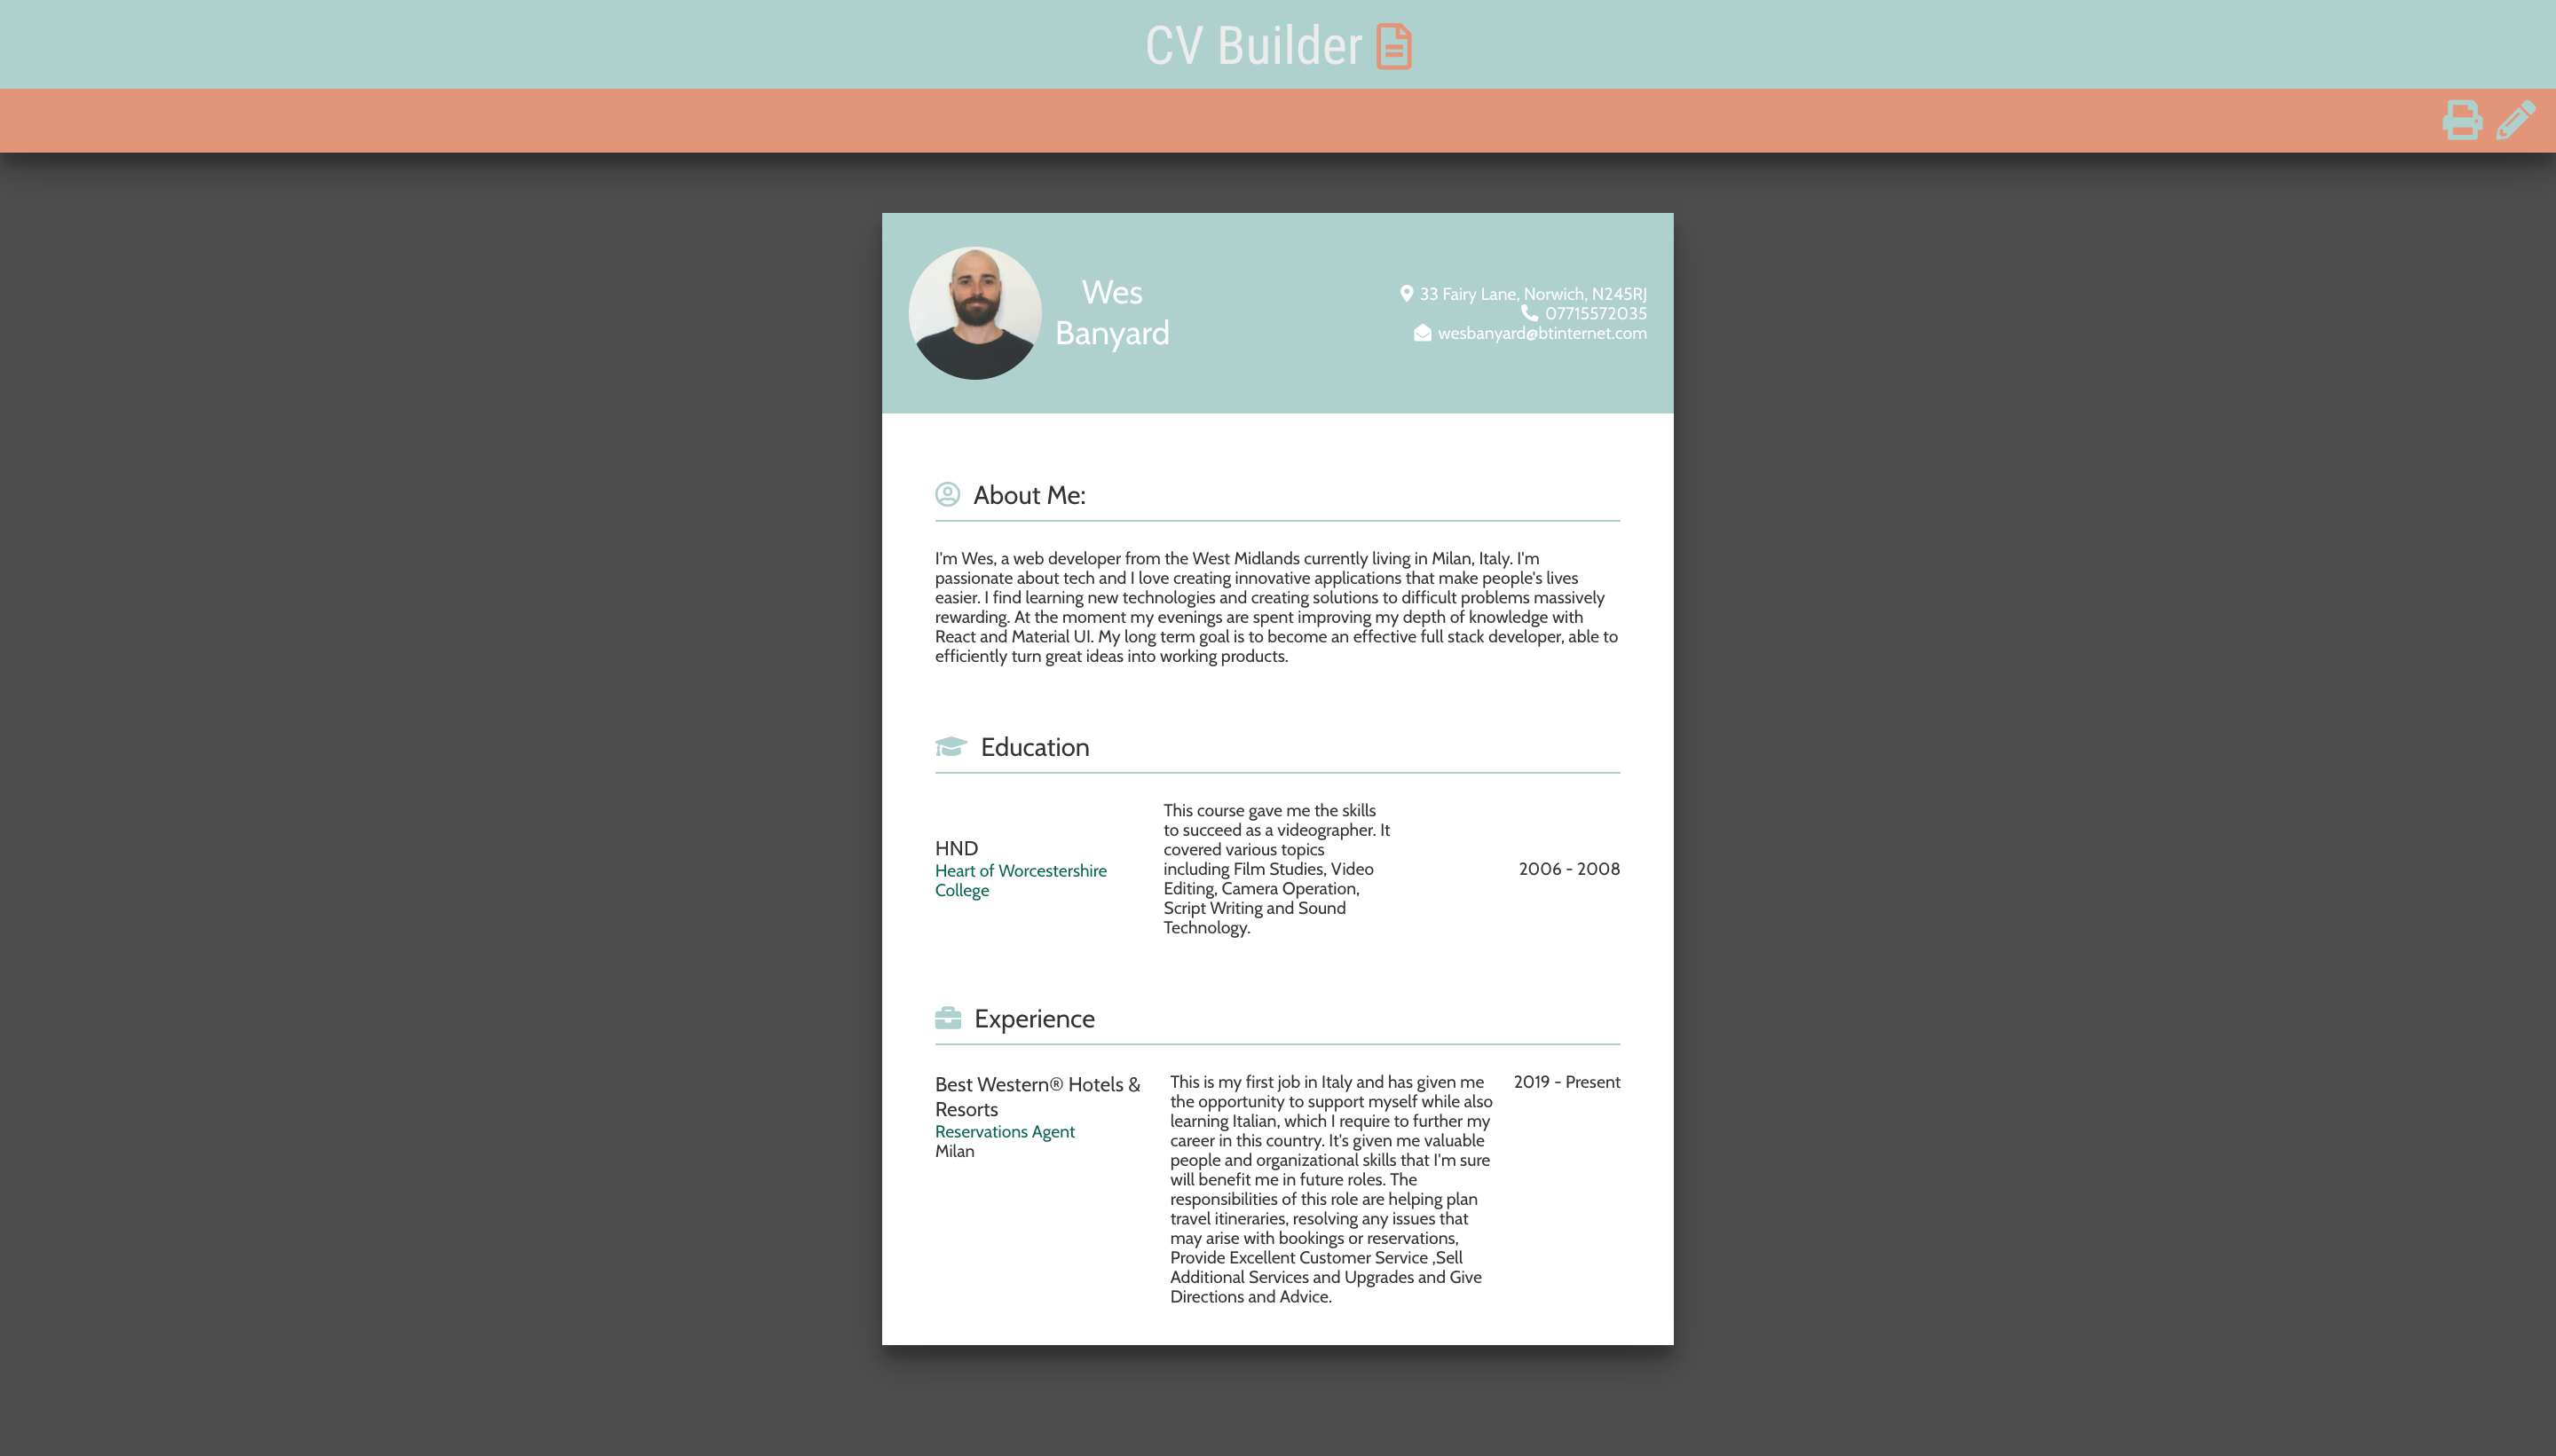 CV Builder
Wes
Banyard
33 Fairy Lane, Norwich, N245RJ
07715572035
wesbanyard@btinternet.com
About Me:
I'm Wes, a web developer from the West Midlands currently living in Milan, Italy. I'm
passionate about tech and I love creating innovative applications that make people's lives
easier. I find learning new technologies and creating solutions to difficult problems massively
rewarding. At the moment my evenings are spent improving my depth of knowledge with
React and Material UI. My long term goal is to become an effective full stack developer, able to
efficiently turn great ideas into working products.
Education
HND
Heart of Worcestershire
College
This course gave me the skills
to succeed as a videographer. It
covered various topics
including Film Studies, Video
Editing, Camera Operation,
Script Writing and Sound
Technology.
2006 - 2008
Experience
Best Western® Hotels &
Resorts
Reservations Agent
Milan
This is my first job in Italy and has given me
the opportunity to support myself while also
learning Italian, which I require to further my
career in this country. It's given me valuable
people and organizational skills that I'm sure
will benefit me in future roles. The
responsibilities of this role are helping plan
travel itineraries, resolving any issues that
may arise with bookings or reservations,
Provide Excellent Customer Service ,Sell
Additional Services and Upgrades and Give
Directions and Advice.
2019 - Present